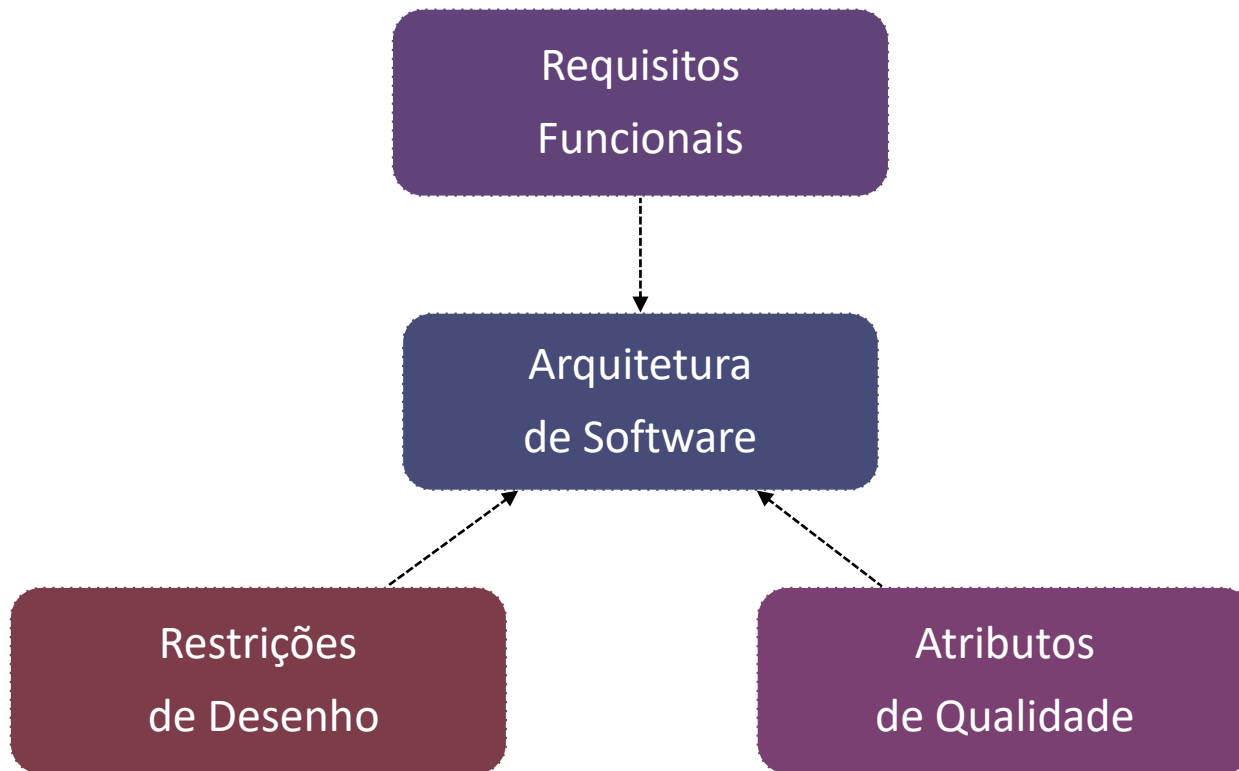 Requisitos
Funcionais
Arquitetura
de Software
Restrições
de Desenho
Atributos
de Qualidade